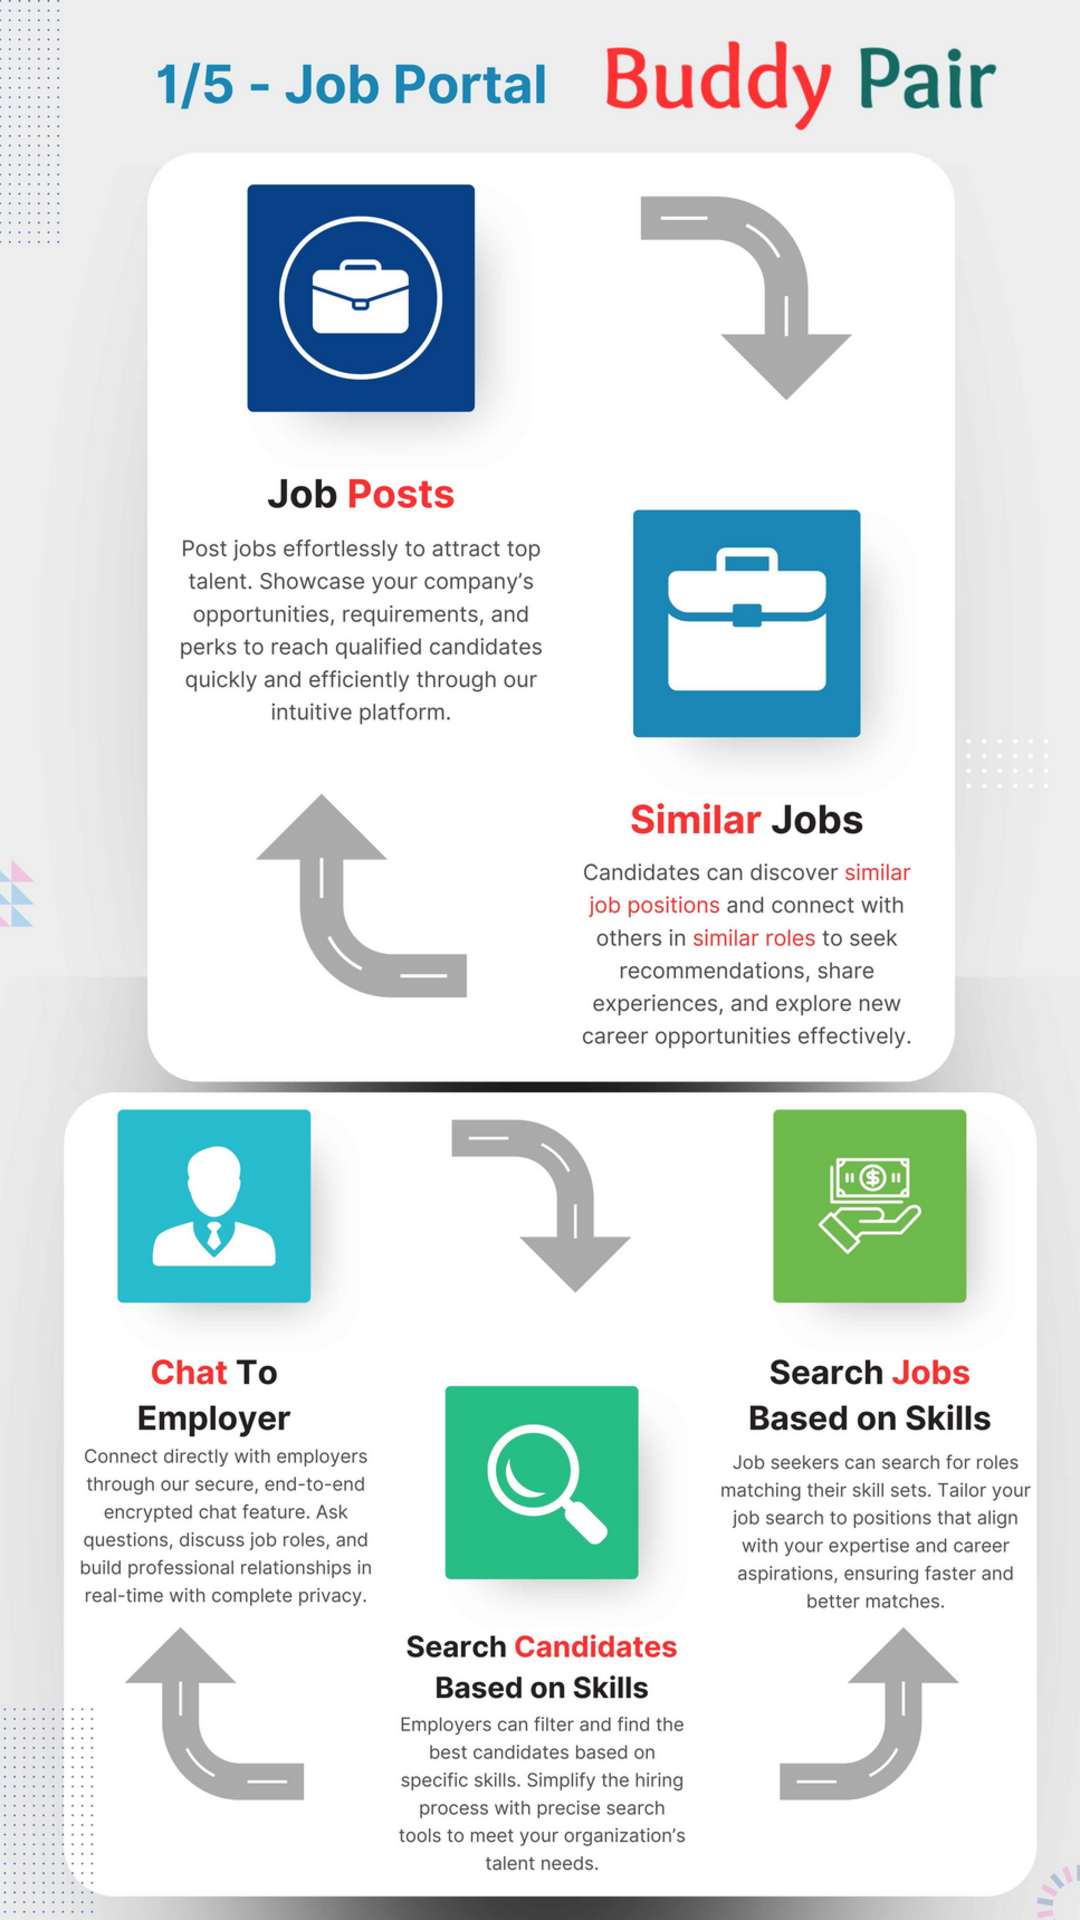 1/5 - Job Portal
Buddy Pair
Job Posts
Post jobs effortlessly to attract top
talent. Showcase your company’s
opportunities, requirements, and
perks to reach qualified candidates
quickly and efficiently through our
intuitive platform.
Similar Jobs
Candidates can discover similar
job positions and connect with
others in similar roles to seek
recommendations, share
experiences, and explore new
career opportunities effectively.
Chat To
Employer
Connect directly with employers
through our secure, end-to-end
encrypted chat feature. Ask
questions, discuss job roles, and
build professional relationships in
real-time with complete privacy.
Search Candidates
Based on Skills
Employers can filter and find the
best candidates based on
specific skills. Simplify the hiring
process with precise search
tools to meet your organization’s
talent needs.
$
Search Jobs
Based on Skills
Job seekers can search for roles
matching their skill sets. Tailor your
job search to positions that align
with your expertise and career
aspirations, ensuring faster and
better matches.